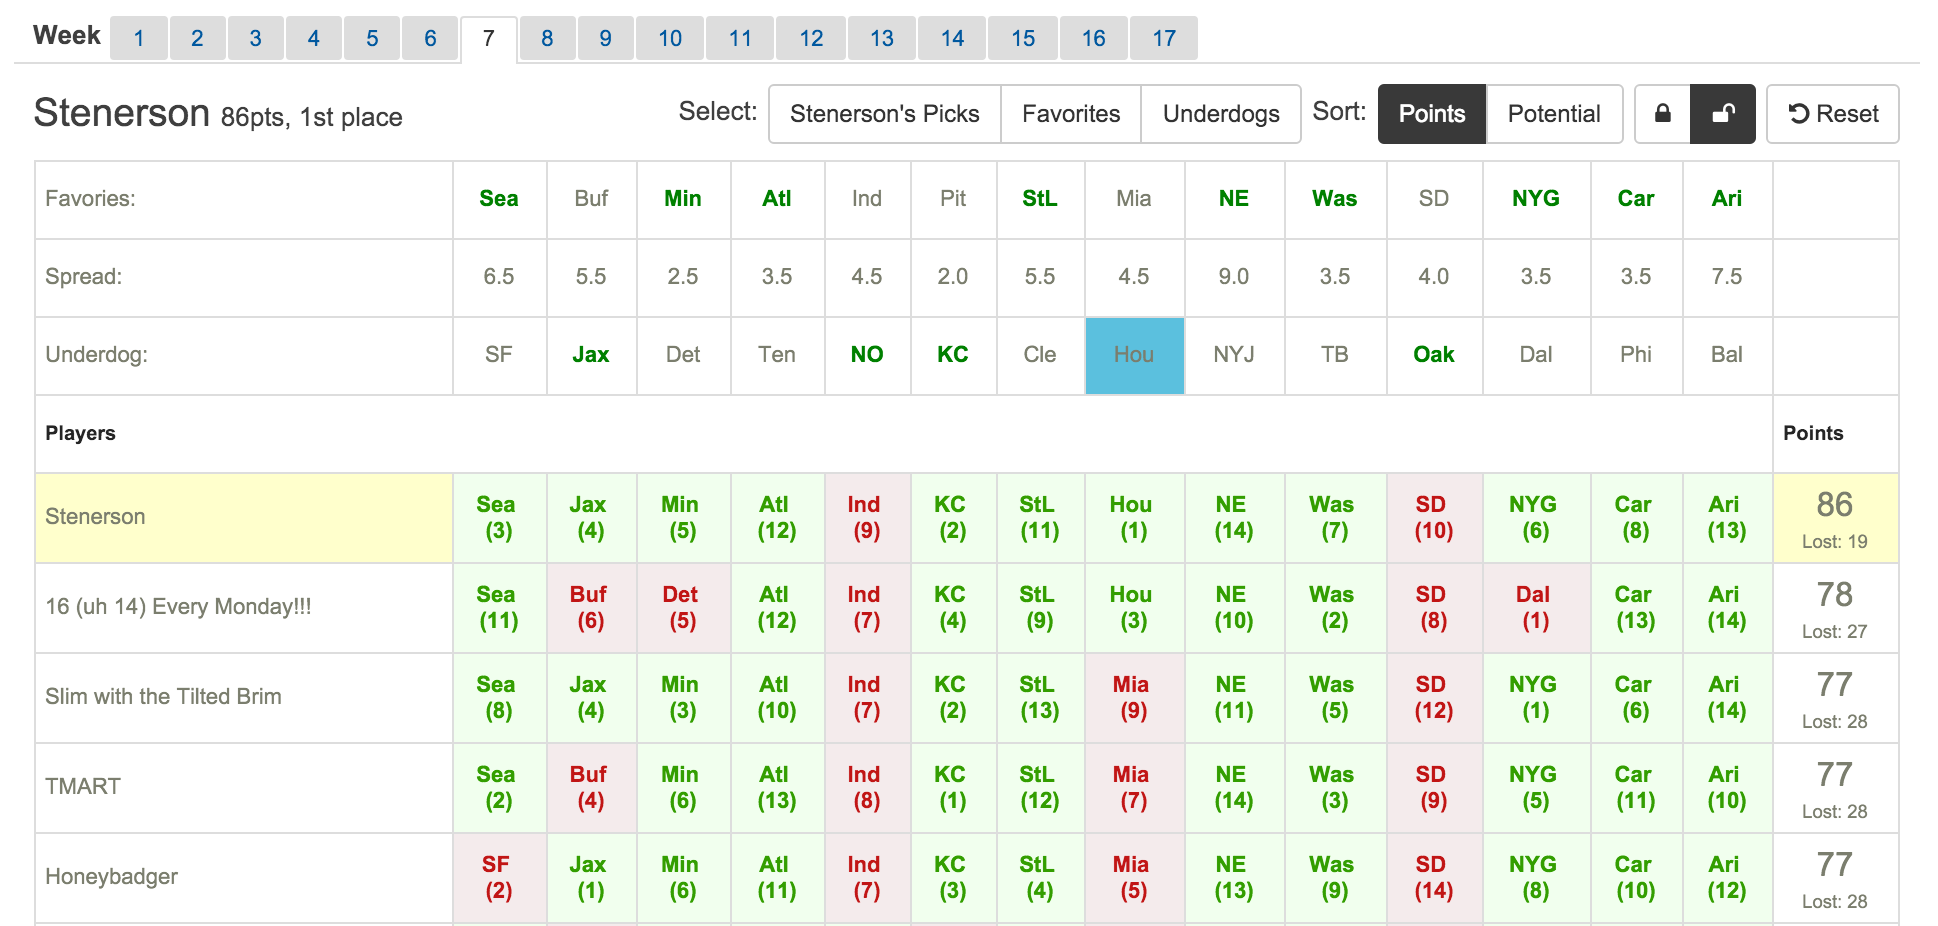 Week 1 2 3 4 5 6 7 8 9 10 11 12 13 14 15 16 17
Stenerson 86pts, 1st place Select: Stenerson's Picks Favorites Underdogs Sort: Points Potential Reset
Favories: Sea Buf Min Atl Ind Pit StL Mia NE Was SD NYG Car Ari
Spread: 6.5 5.5 2.5 3.5 4.5 2.0 5.5 4.5 9.0 3.5 4.0 3.5 3.5 7.5
Underdog: SF Jax Det Ten NO KC Cle Hou NYJ TB Oak Dal Phi Bal
Players Points
Sea Jax Min Atl Ind KC StL Hou NE Was SD NYG Car Ari 86
Stenerson
(3) (4) (5) (12) (9) (2) (11) (1) (14) (7) (10) (6) (8) (13)
Lost: 19
Sea Buf Det Atl Ind KC StL Hou NE Was SD Dal Car Ari 78
16 (uh 14) Every Monday!!!
(11) (6) (5) (12) (7) (4) (9) (3) (10) (2) (8) (1) (13) (14)
Lost: 27
Sea Jax Min Atl Ind KC StL Mia NE Was SD NYG Car Ari 77
Slim with the Tilted Brim
(8) (4) (3) (10) (7) (2) (13) (9) (11) (5) (12) (1) (6) (14)
Lost: 28
Sea Buf Min Atl Ind KC StL Mia NE Was SD NYG Car Ari 77
TMART
(2) (4) (6) (13) (8) (1) (12) (7) (14) (3) (9) (5) (11) (10)
Lost: 28
SF Jax Min Atl Ind KC StL Mia NE Was SD NYG Car Ari 77
Honeybadger
(2) (1) (6) (11) (7) (3) (4) (5) (13) (9) (14) (8) (10) (12)
Lost: 28